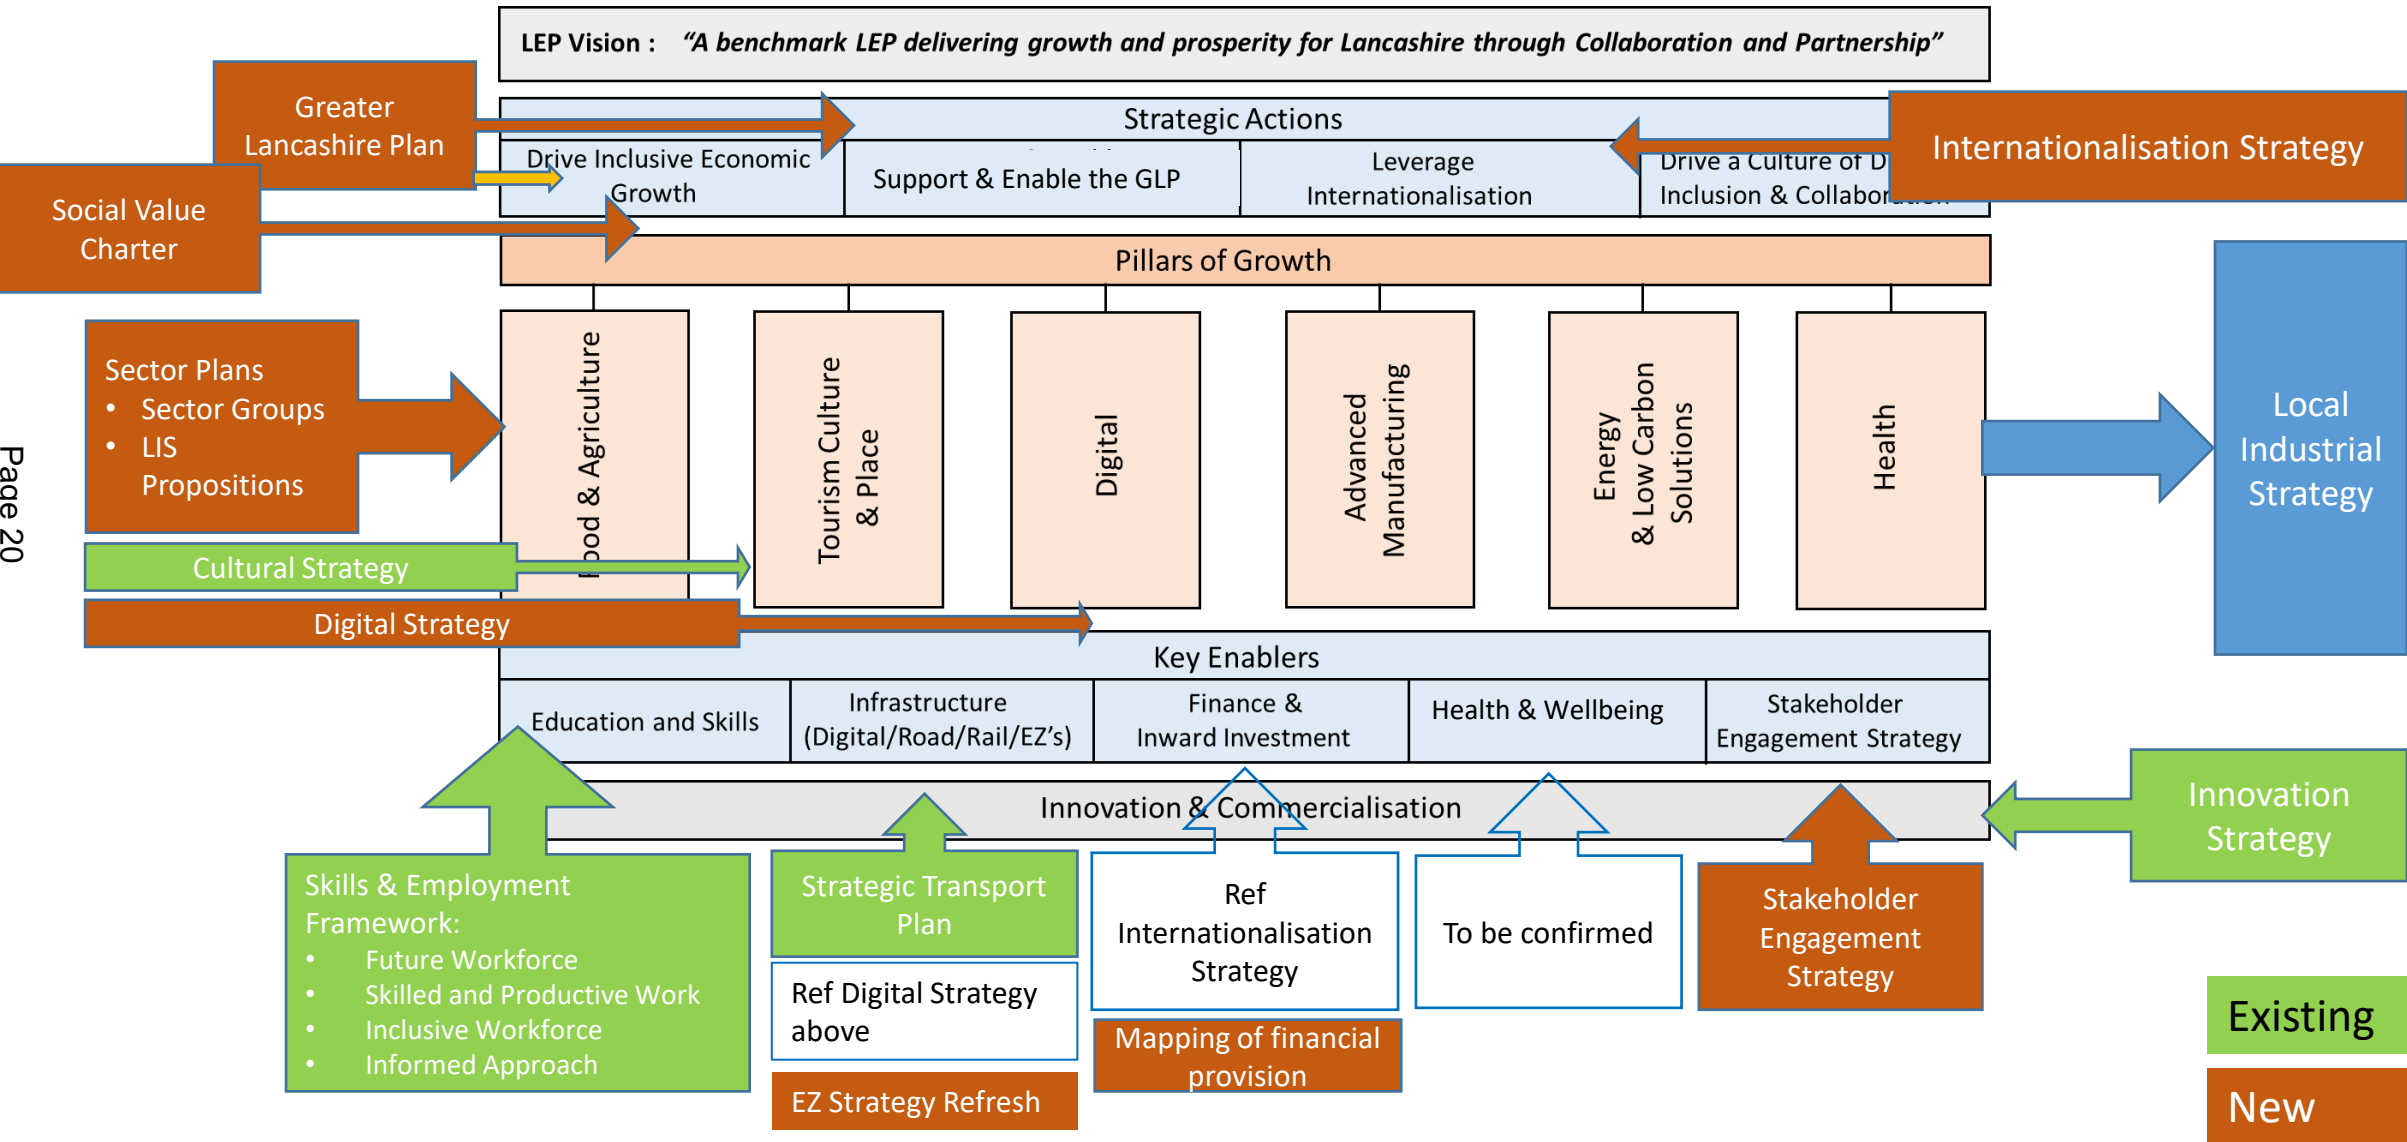 LEP Vision : “A benchmark LEP delivering growth and prosperity for Lancashire through Collaboration and Partnership”
Greater
Lancashire Plan
Strategic Actions
Internationalisation Strategy
Social Value
Charter
Drive Inclusive Economic
Growth
Support & Enable the GLP
Leverage
Internationalisation
Drive a Culture of
Inclusion &
Pillars of Growth
Sector Plans
• Sector Groups
• LIS
Propositions
& Agriculture
Tourism Culture
& Place
Digital
Advanced
Manufacturing
Energy
& Low Carbon
Solutions
Health
Local
Industrial
Strategy
Cultural Strategy
Digital Strategy
Key Enablers
Education and Skills
Infrastructure
(Digital/Road/Rail/EZ’s)
Finance &
Inward Investment
Health & Wellbeing
Stakeholder
Engagement Strategy
Innovation & Commercialisation
Innovation
Strategy
Skills & Employment
Framework:
• Future Workforce
• Skilled and Productive Work
• Inclusive Workforce
• Informed Approach
Strategic Transport
Plan
Ref Digital Strategy
above
EZ Strategy Refresh
Ref
Internationalisation
Strategy
Mapping of financial
provision
To be confirmed
Stakeholder
Engagement
Strategy
Existing
New
Page 20